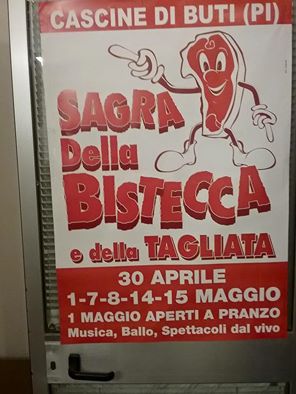 CASCINE DI BUTI (PI)
SAGRA
Della
BISTECCA
e della TAGLIATA
30 APRILE
1-7-8-14-15 MAGGIO
1 MAGGIO APERTI A PRANZO
Musica, Ballo, Spettacoli dal vivo